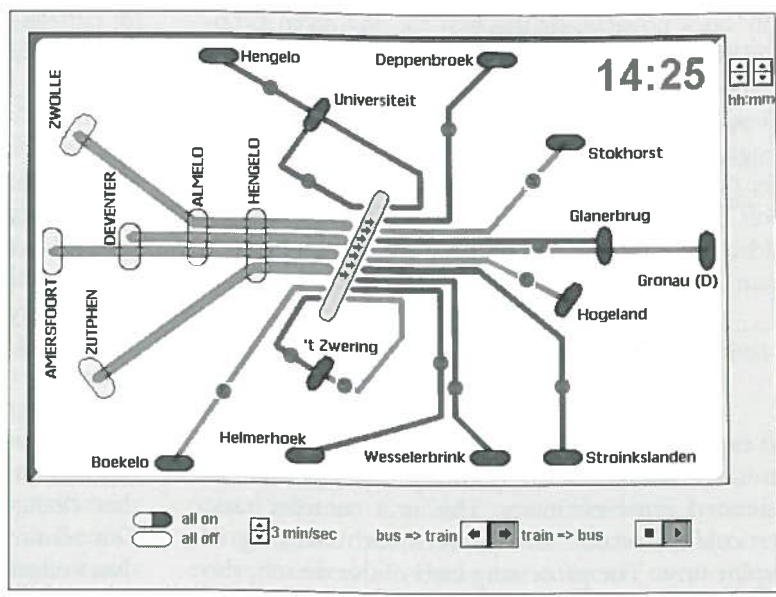 Hengelo
Deppenbroek
14:25
hh:mm
Universiteit
ZWOLLE
Stokhorst
ALMELO
HENGELO
DEVENTER
Glanerbrug
Gronau (D)
AMERSFOORT
ZUTPHEN
Hogeland
't Zwering
Boekelo
Helmerhoek
Wesselerbrink
Stroinkslanden
all on
all off
3 min/sec
bus => train
train => bus